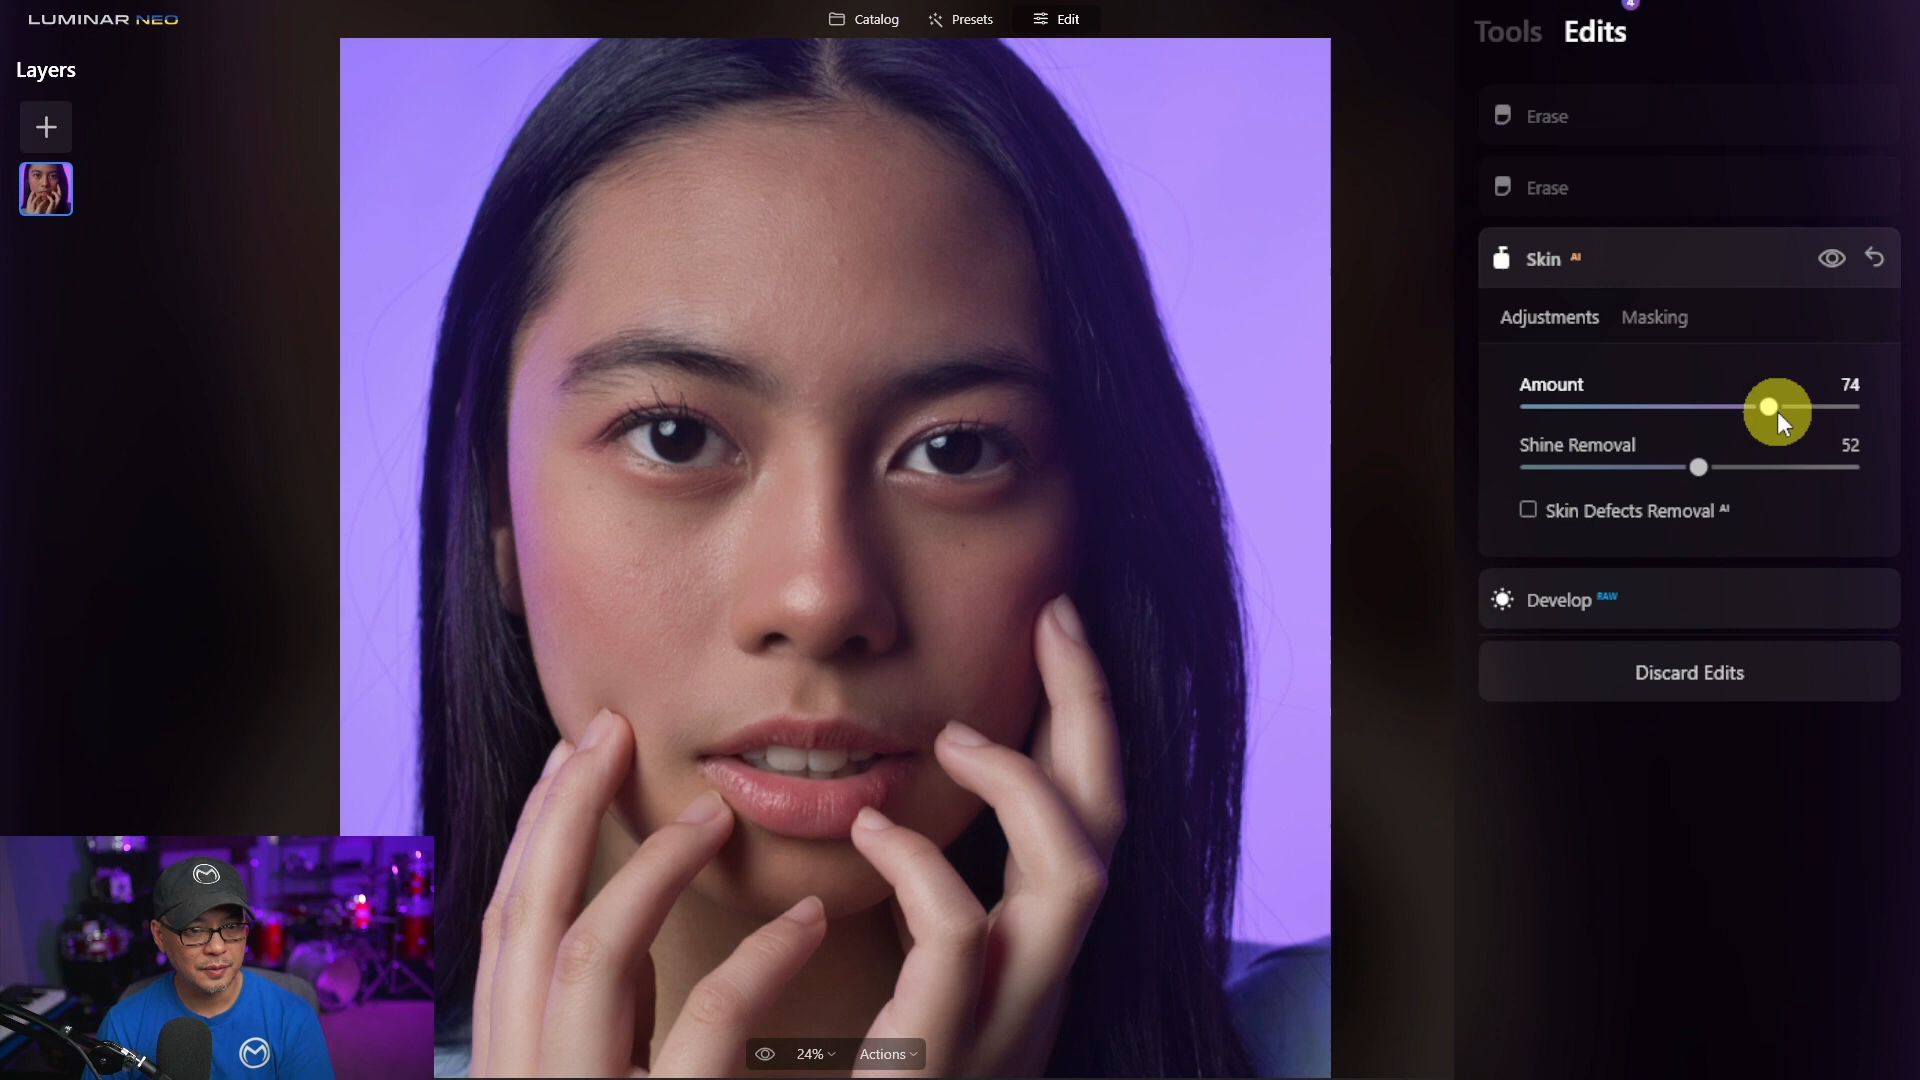 LUMINAR NEO
Catalog
Presets
Edit
4
Tools
Edits
Layers
Erase
Erase
Skin AI
Adjustments
Masking
Amount
74
Shine Removal
52
Skin Defects Removal AI
Develop RAW
Discard Edits
24%
Actions